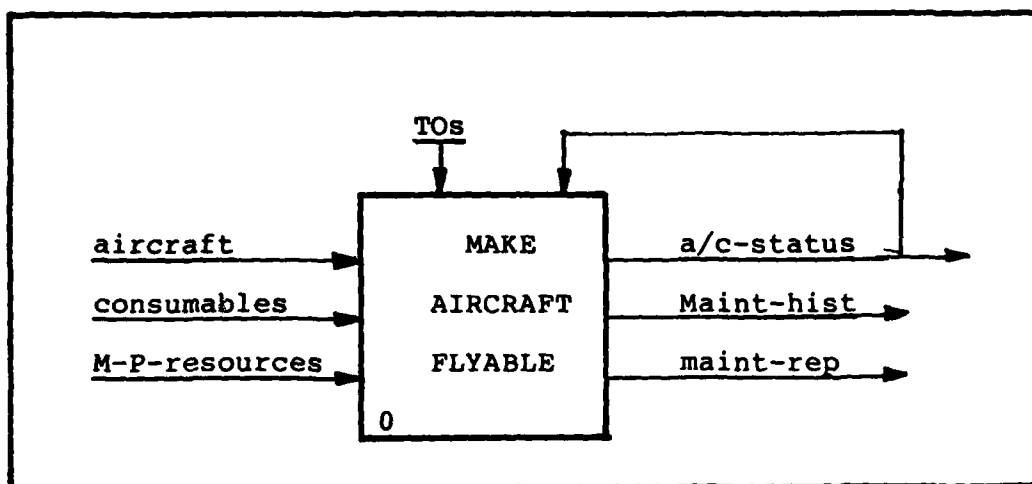 TOs
aircraft
MAKE
a/c-status
consumables
AIRCRAFT
Maint-hist
M-P-resources
FLYABLE
maint-rep
0